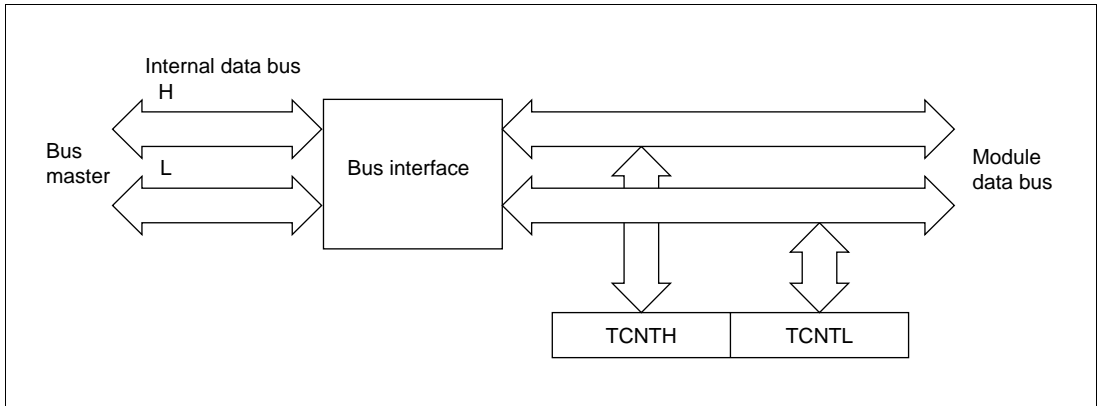 Internal data bus
H
Bus
master
L
Bus interface
Module
data bus
TCNTH
TCNTL